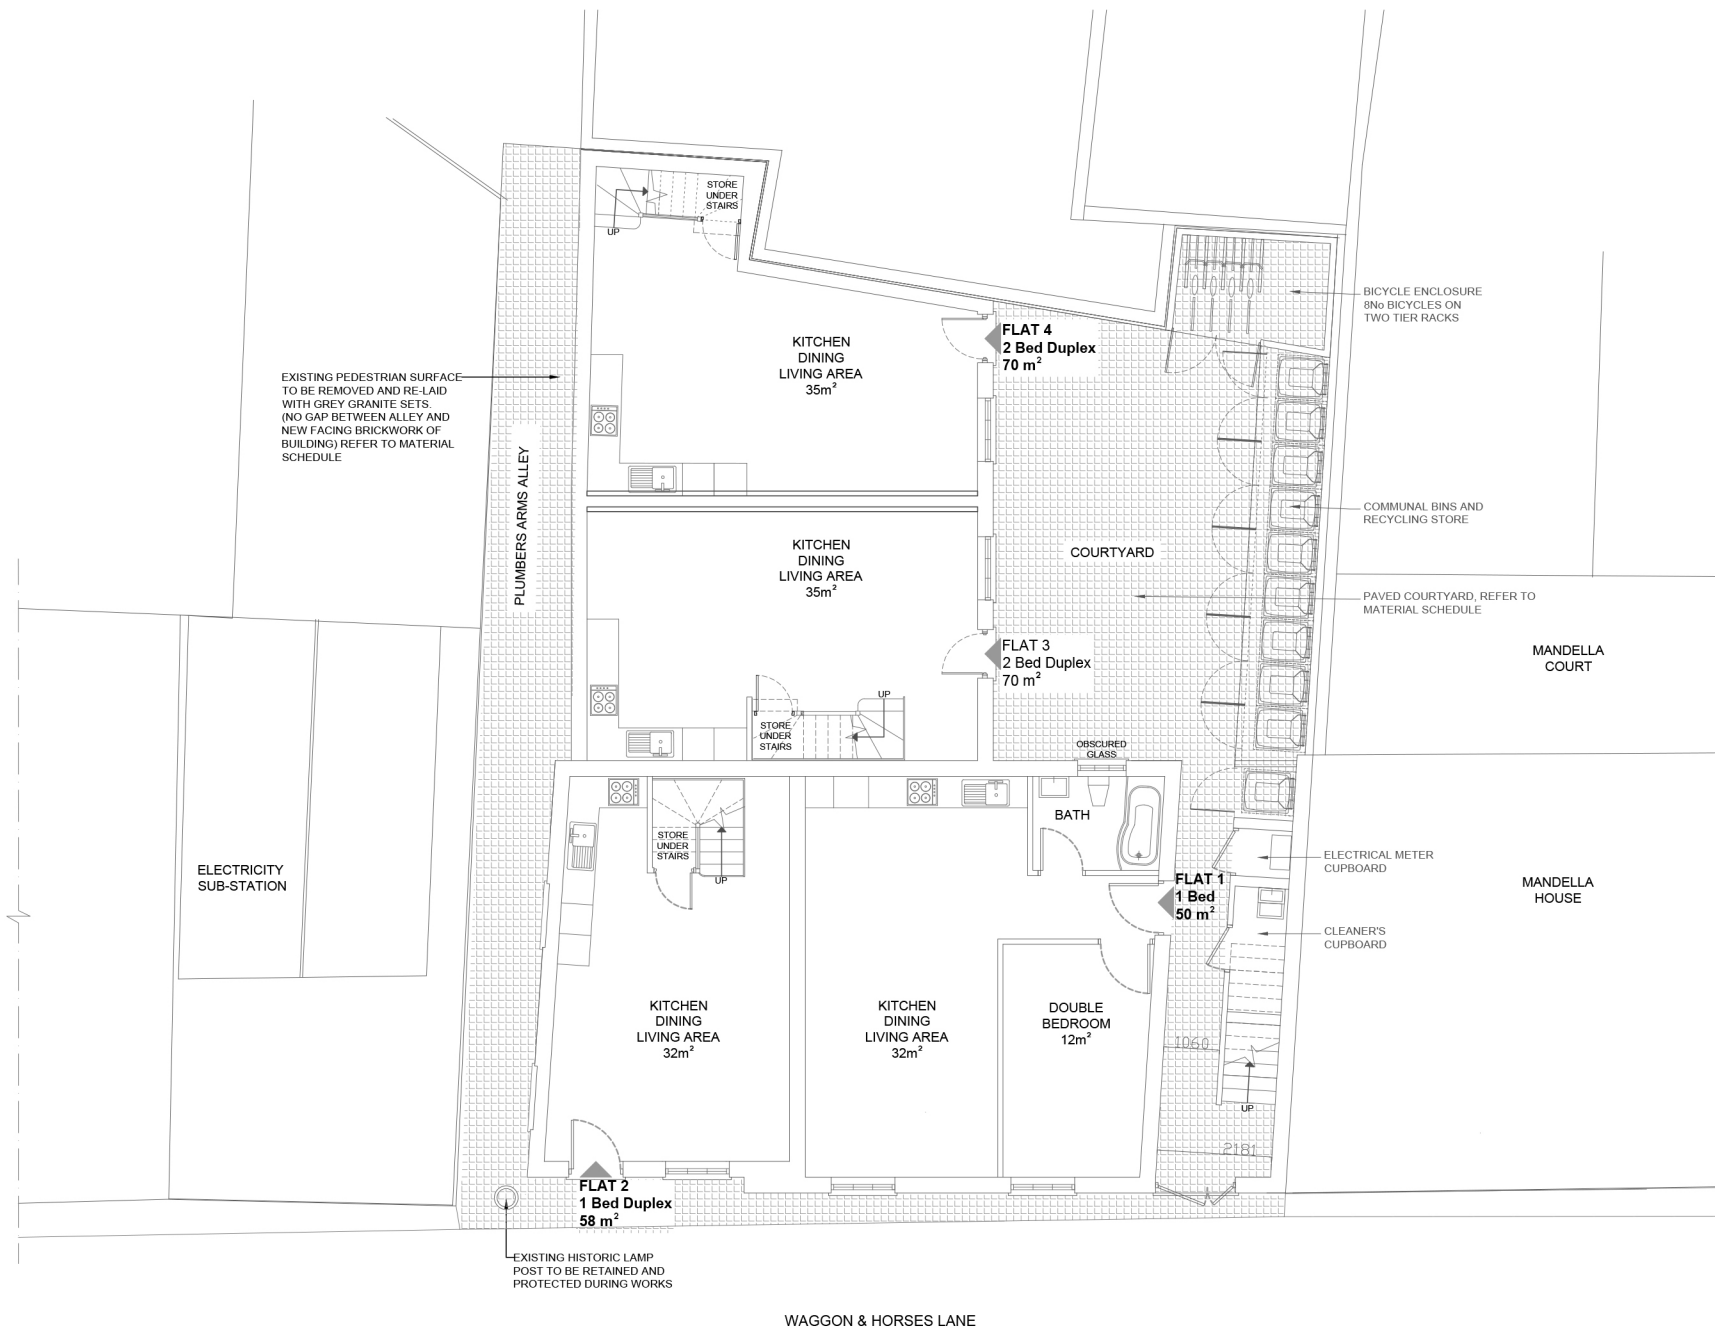 STORE
UNDER
STAIRS
UP
BICYCLE ENCLOSURE
8No BICYCLES ON
TWO TIER RACKS
FLAT 4
2 Bed Duplex
70 m²
KITCHEN
DINING
LIVING AREA
35m²
EXISTING PEDESTRIAN SURFACE
TO BE REMOVED AND RE-LAID
WITH GREY GRANITE SETS.
(NO GAP BETWEEN ALLEY AND
NEW FACING BRICKWORK OF
BUILDING) REFER TO MATERIAL
SCHEDULE
PLUMBERS ARMS ALLEY
COMMUNAL BINS AND
RECYCLING STORE
KITCHEN
DINING
LIVING AREA
35m²
COURTYARD
PAVED COURTYARD, REFER TO
MATERIAL SCHEDULE
FLAT 3
2 Bed Duplex
70 m²
MANDELLA
COURT
UP
STORE
UNDER
STAIRS
OBSCURED
GLASS
BATH
STORE
UNDER
STAIRS
UP
ELECTRICITY
SUB-STATION
ELECTRICAL METER
CUPBOARD
FLAT 1
1 Bed
50 m²
MANDELLA
HOUSE
CLEANER'S
CUPBOARD
KITCHEN
DINING
LIVING AREA
32m²
KITCHEN
DINING
LIVING AREA
32m²
DOUBLE
BEDROOM
12m²
1060
UP
2181
FLAT 2
1 Bed Duplex
58 m²
EXISTING HISTORIC LAMP
POST TO BE RETAINED AND
PROTECTED DURING WORKS
WAGGON & HORSES LANE